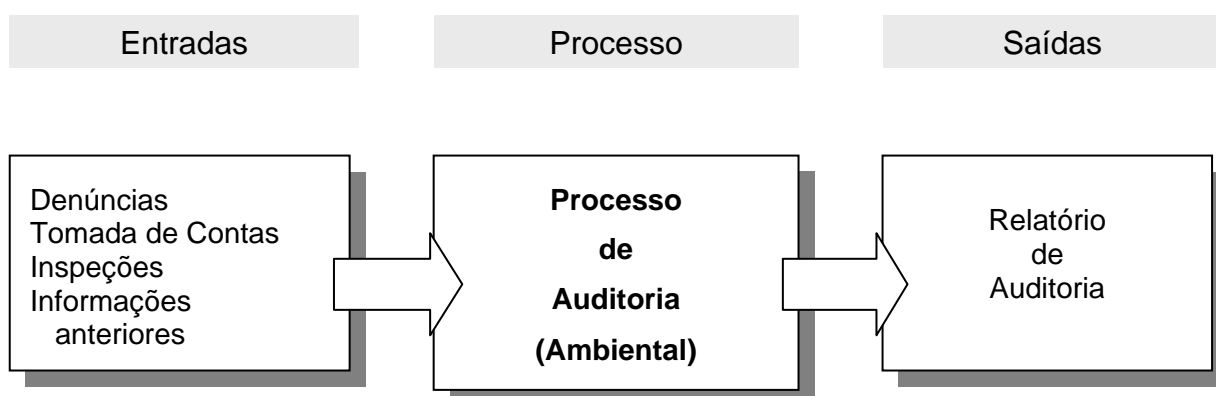 Entradas
Processo
Saídas
Denúncias
Tomada de Contas
Inspeções
Informações
anteriores
Processo
de
Auditoria
(Ambiental)
Relatório
de
Auditoria